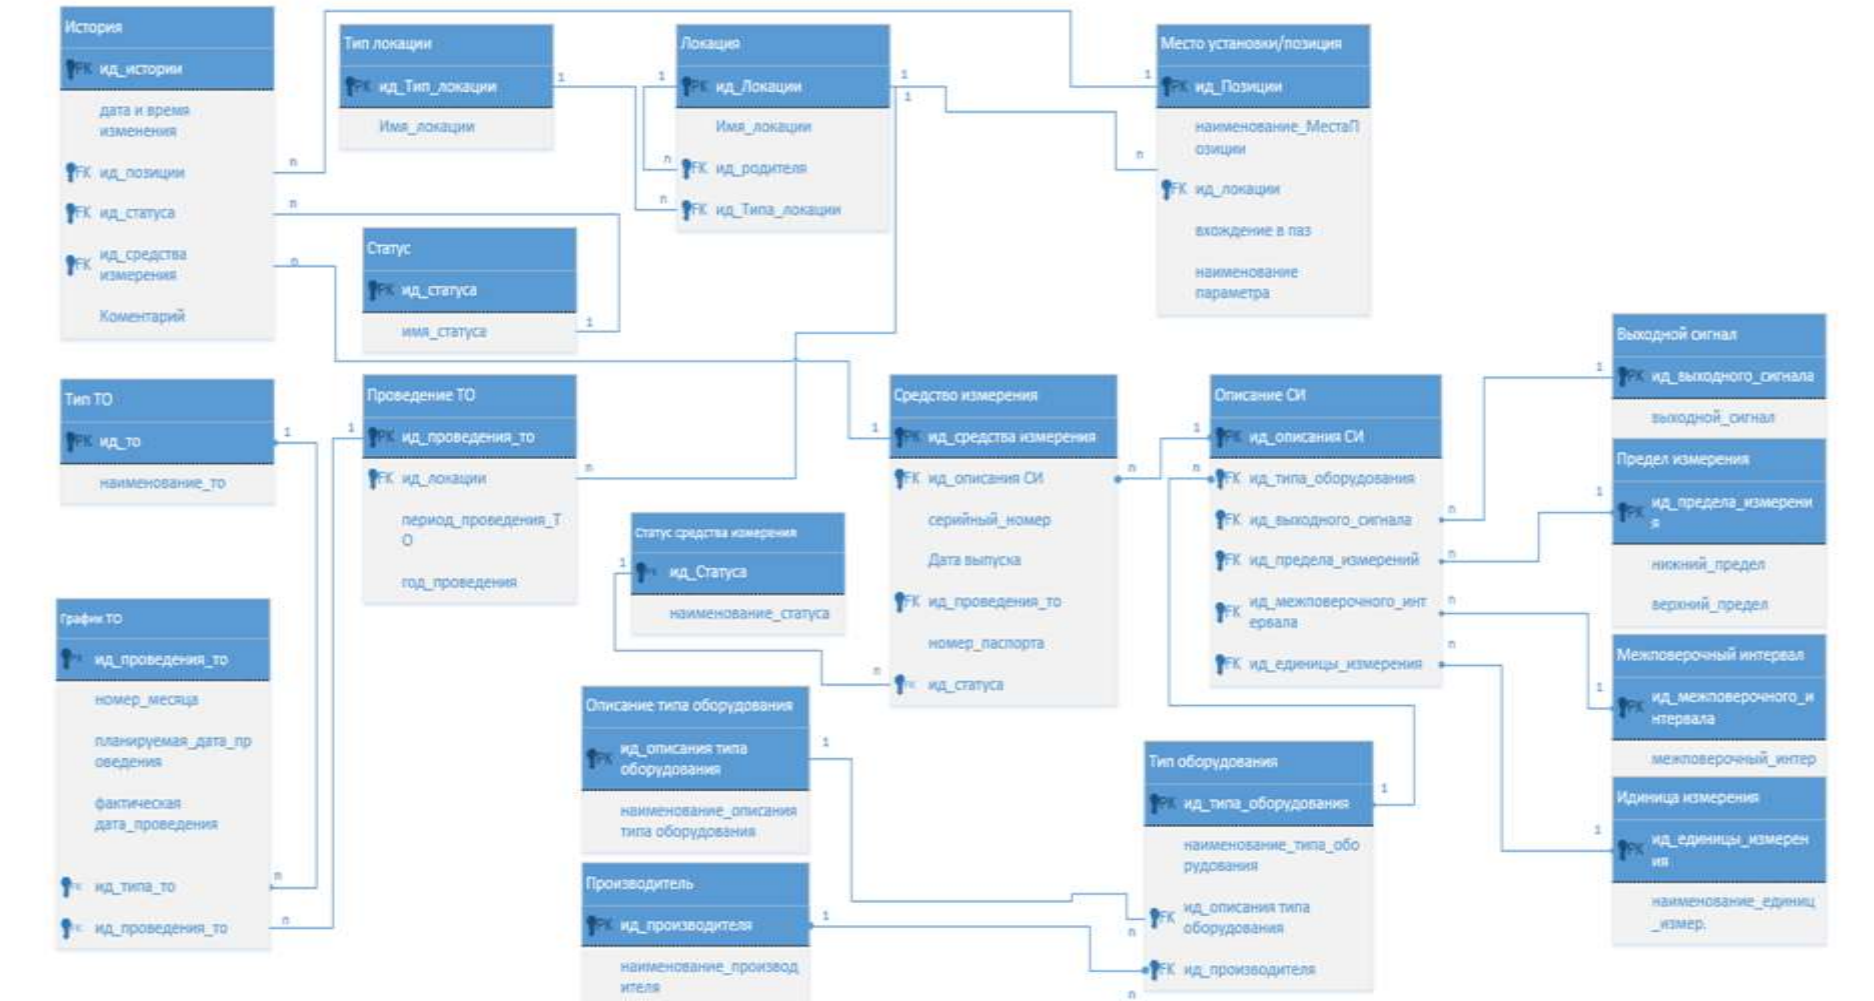 История
PK ид_истории
дата и время
изменения
FK ид_позиции
FK ид_статуса
FK ид_средства
измерения
Коментарий
Тип локации
PK ид_Тип_локации
Имя_локации
Локация
PK ид_Локации
Имя_локации
FK ид_родителя
FK ид_Типа_локации
Место установки/позиция
PK ид_Позиции
наименование_МестаП
озиции
FK ид_локации
вхождение в паз
наименование
параметра
Статус
PK ид_статуса
имя_статуса
Тип ТО
PK ид_то
наименование_то
Проведение ТО
PK ид_проведения_то
FK ид_локации
период_проведения_Т
О
год_проведения
Средство измерения
PK ид_средства измерения
FK ид_описания СИ
серийный_номер
Дата выпуска
FK ид_проведения_то
номер_паспорта
FK ид_статуса
Описание СИ
PK ид_описания СИ
FK ид_типа_оборудования
FK ид_выходного_сигнала
FK ид_предела_измерений
FK ид_межповерочного_инт
ервала
FK ид_единицы_измерения
Выходной сигнал
PK ид_выходного_сигнала
выходной_сигнал
Предел измерения
PK ид_предела_измерени
я
нижний_предел
верхний_предел
Межповерочный интервал
PK ид_межповерочного_и
нтервала
межповерочный_интер
Идиница измерения
PK ид_единицы_измерен
ия
наименование_единиц
_измер.
Статус средства измерения
PK ид_Статуса
наименование_статуса
График ТО
PK ид_проведения_то
номер_месяца
планируемая_дата_пр
оведения
фактическая
дата_проведения
FK ид_типа_то
FK ид_проведения_то
Описание типа оборудования
PK ид_описания типа
оборудования
наименование_описания
типа оборудования
Производитель
PK ид_производителя
наименование_производ
ителя
Тип оборудования
PK ид_типа_оборудования
наименование_типа_обо
рудования
FK ид_описания типа
оборудования
FK ид_производителя
1
1
1
1
1
n
n
n
n
n
n
1
1
1
1
1
n
n
n
n
n
n
n
1
1
1
1
1
n
n
1
1
1
n
n
n